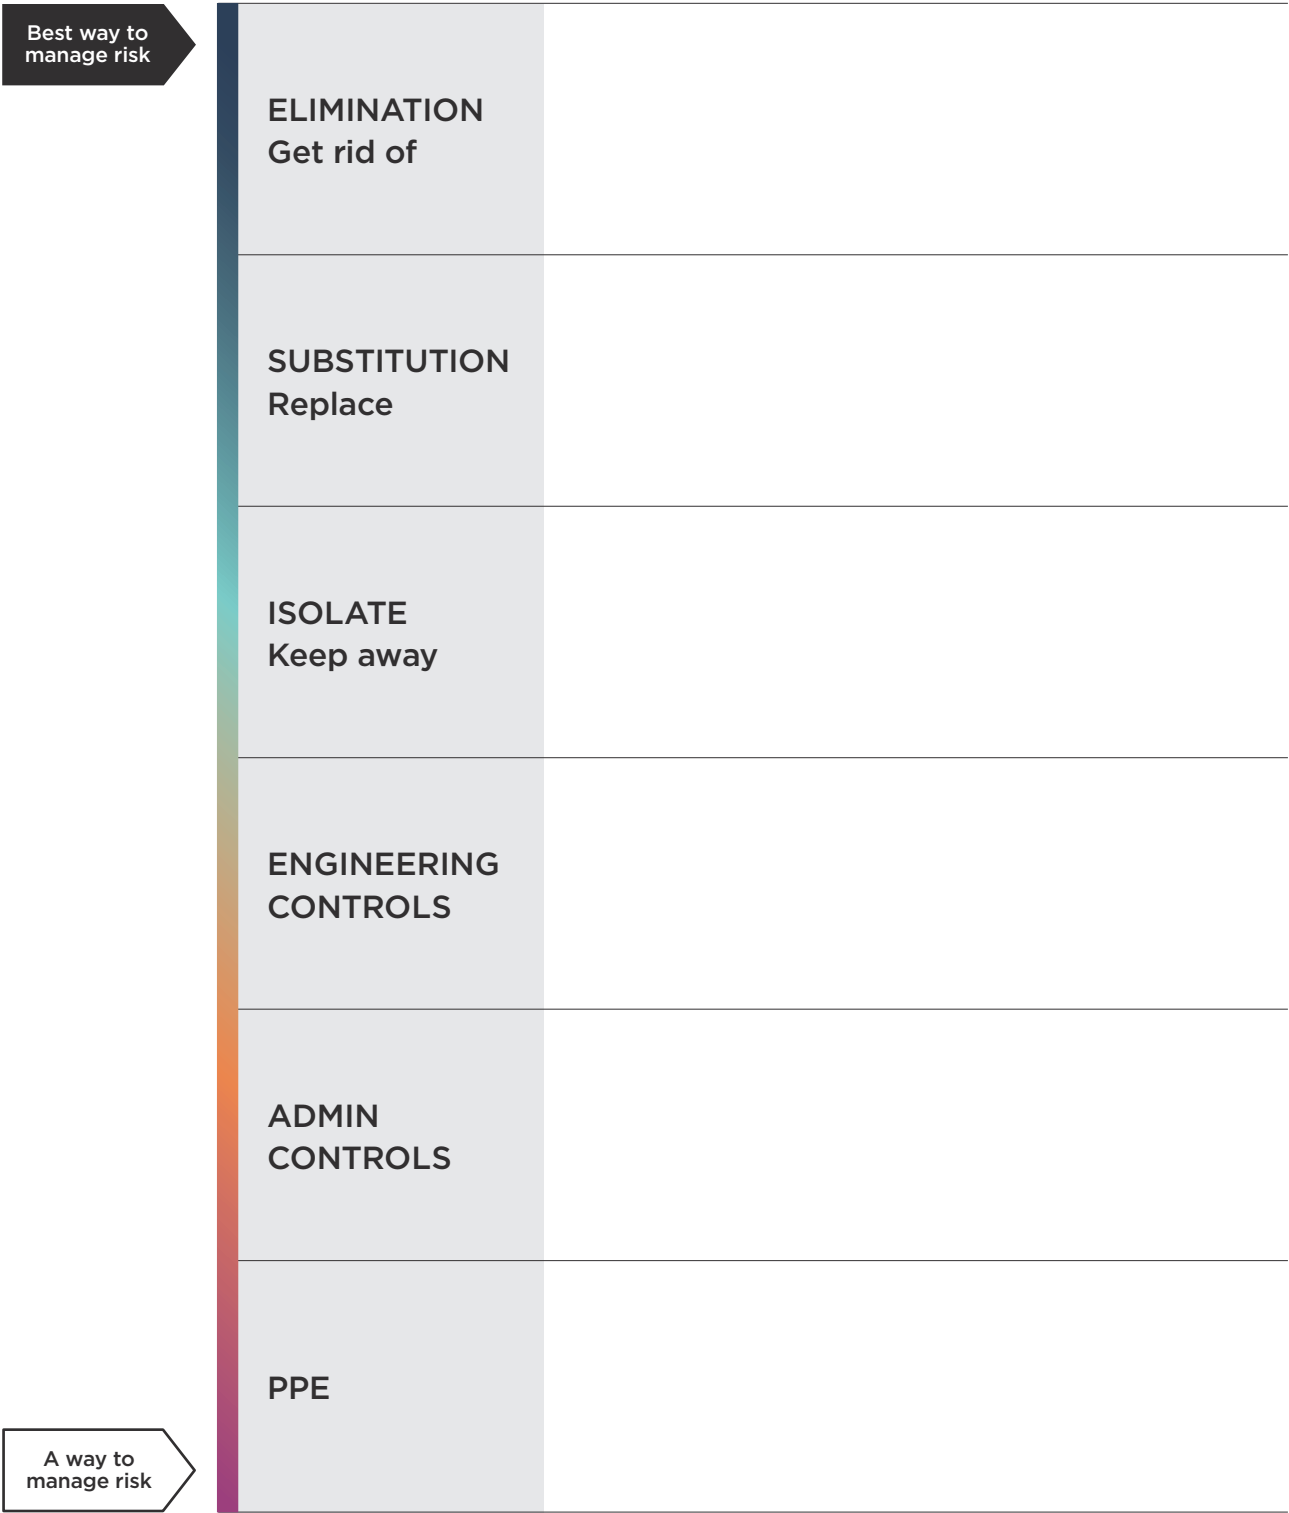 Best way to
manage risk
ELIMINATION
Get rid of
SUBSTITUTION
Replace
ISOLATE
Keep away
ENGINEERING
CONTROLS
ADMIN
CONTROLS
PPE
A way to
manage risk